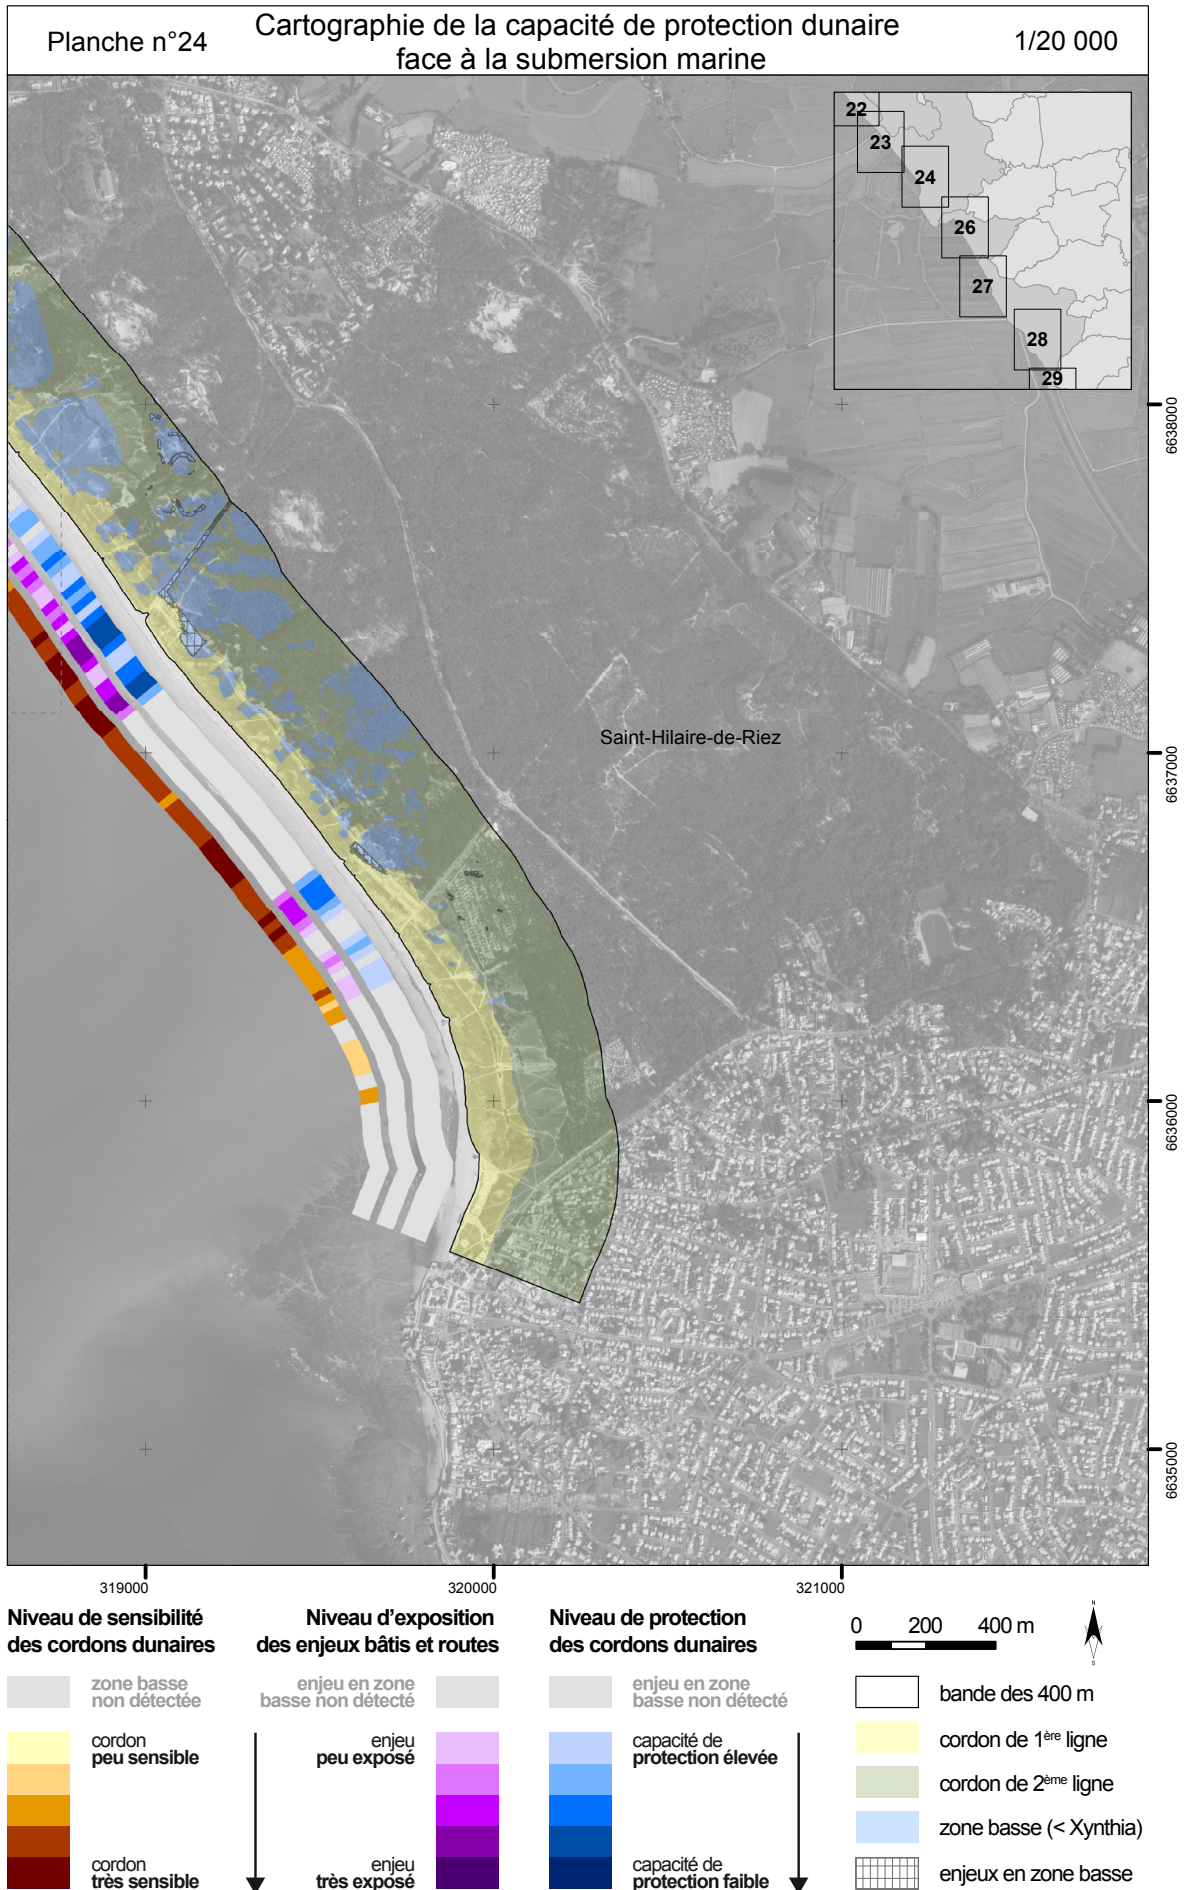 Planche n°24
Cartographie de la capacité de protection dunaire
face à la submersion marine
1/20 000
22
23
24
26
27
28
29
6638000
Saint-Hilaire-de-Riez
6637000
6636000
6635000
319000
320000
321000
Niveau de sensibilité
des cordons dunaires
zone basse
non détectée
cordon
peu sensible
cordon
très sensible
Niveau d'exposition
des enjeux bâtis et routes
enjeu en zone
basse non détecté
enjeu
peu exposé
enjeu
très exposé
Niveau de protection
des cordons dunaires
enjeu en zone
basse non détecté
capacité de
protection élevée
capacité de
protection faible
0 200 400 m
N
S
bande des 400 m
cordon de 1ère ligne
cordon de 2ème ligne
zone basse (< Xynthia)
enjeux en zone basse